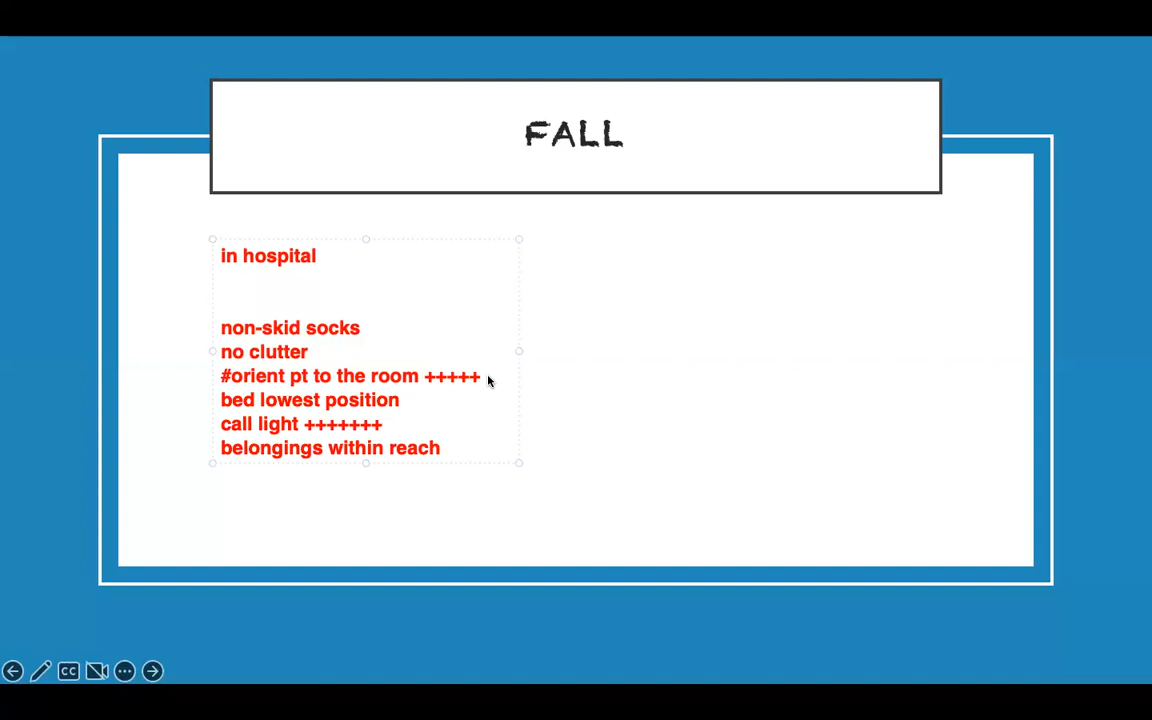 FALL
in hospital
non-skid socks
no clutter
#orient pt to the room +++++
bed lowest position
call light +++++++
belongings within reach
CC